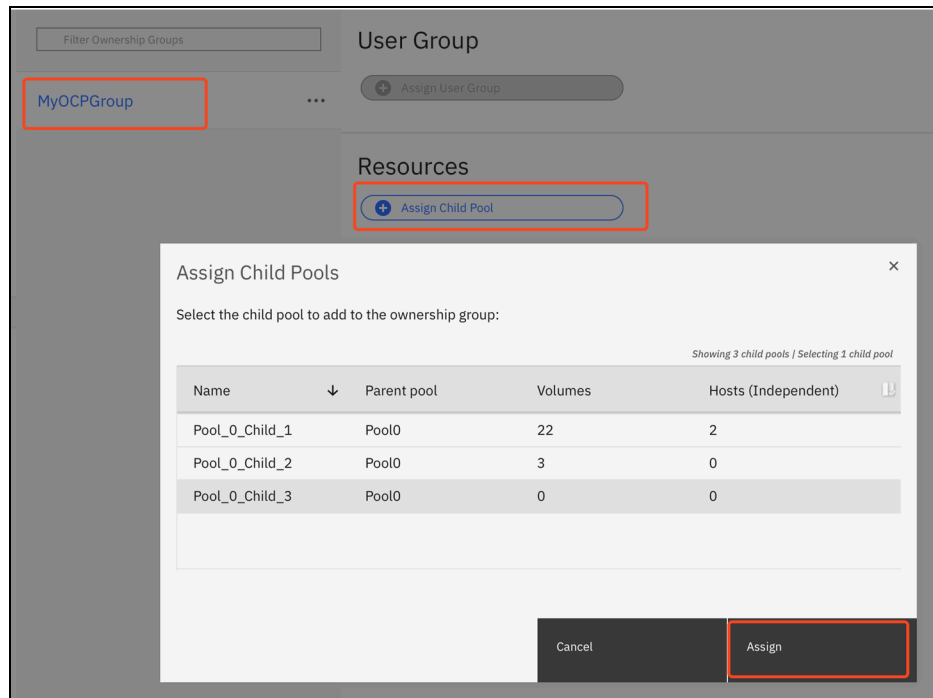 Filter Ownership Groups
MyOCPGroup
User Group
Assign User Group
Resources
Assign Child Pool
Assign Child Pools
Select the child pool to add to the ownership group:
Showing 3 child pools | Selecting 1 child pool
Name Parent pool Volumes Hosts (Independent)
Pool_0_Child_1 Pool0 22 2
Pool_0_Child_2 Pool0 3 0
Pool_0_Child_3 Pool0 0 0
Cancel Assign